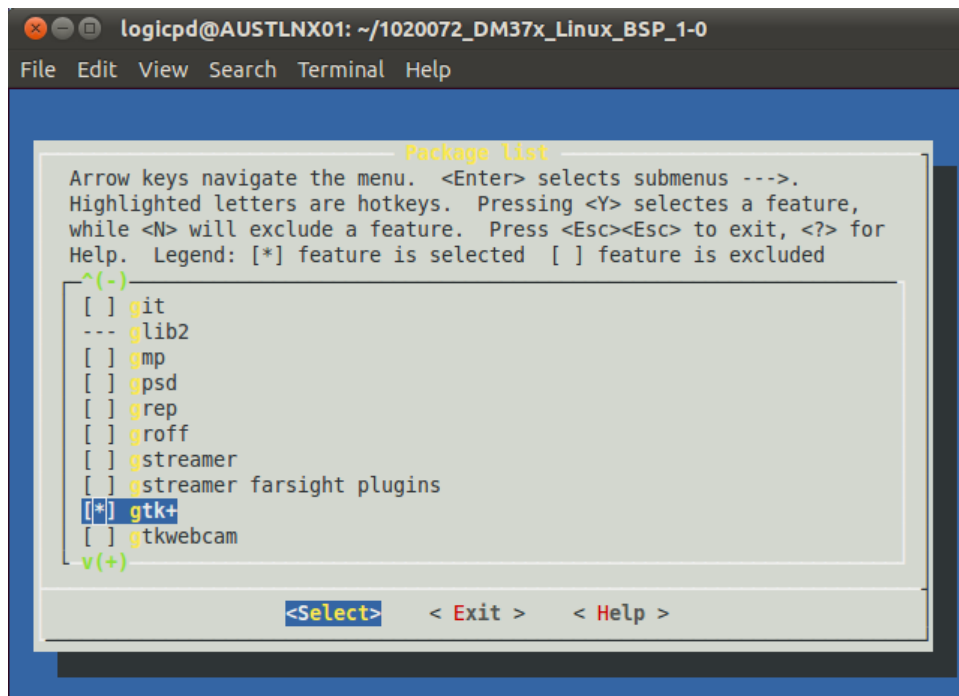 logicpd@AUSTLNX01: ~/1020072_DM37x_Linux_BSP_1-0
File Edit View Search Terminal Help
Package list
Arrow keys navigate the menu. <Enter> selects submenus --->.
Highlighted letters are hotkeys. Pressing <Y> selectes a feature,
while <N> will exclude a feature. Press <Esc><Esc> to exit, <?> for
Help. Legend: [*] feature is selected [ ] feature is excluded
^(-)
[ ] git
--- glib2
[ ] gmp
[ ] gpsd
[ ] grep
[ ] groff
[ ] gstreamer
[ ] gstreamer farsight plugins
[*] gtk+
[ ] gtkwebcam
v(+)
<Select> < Exit > < Help >